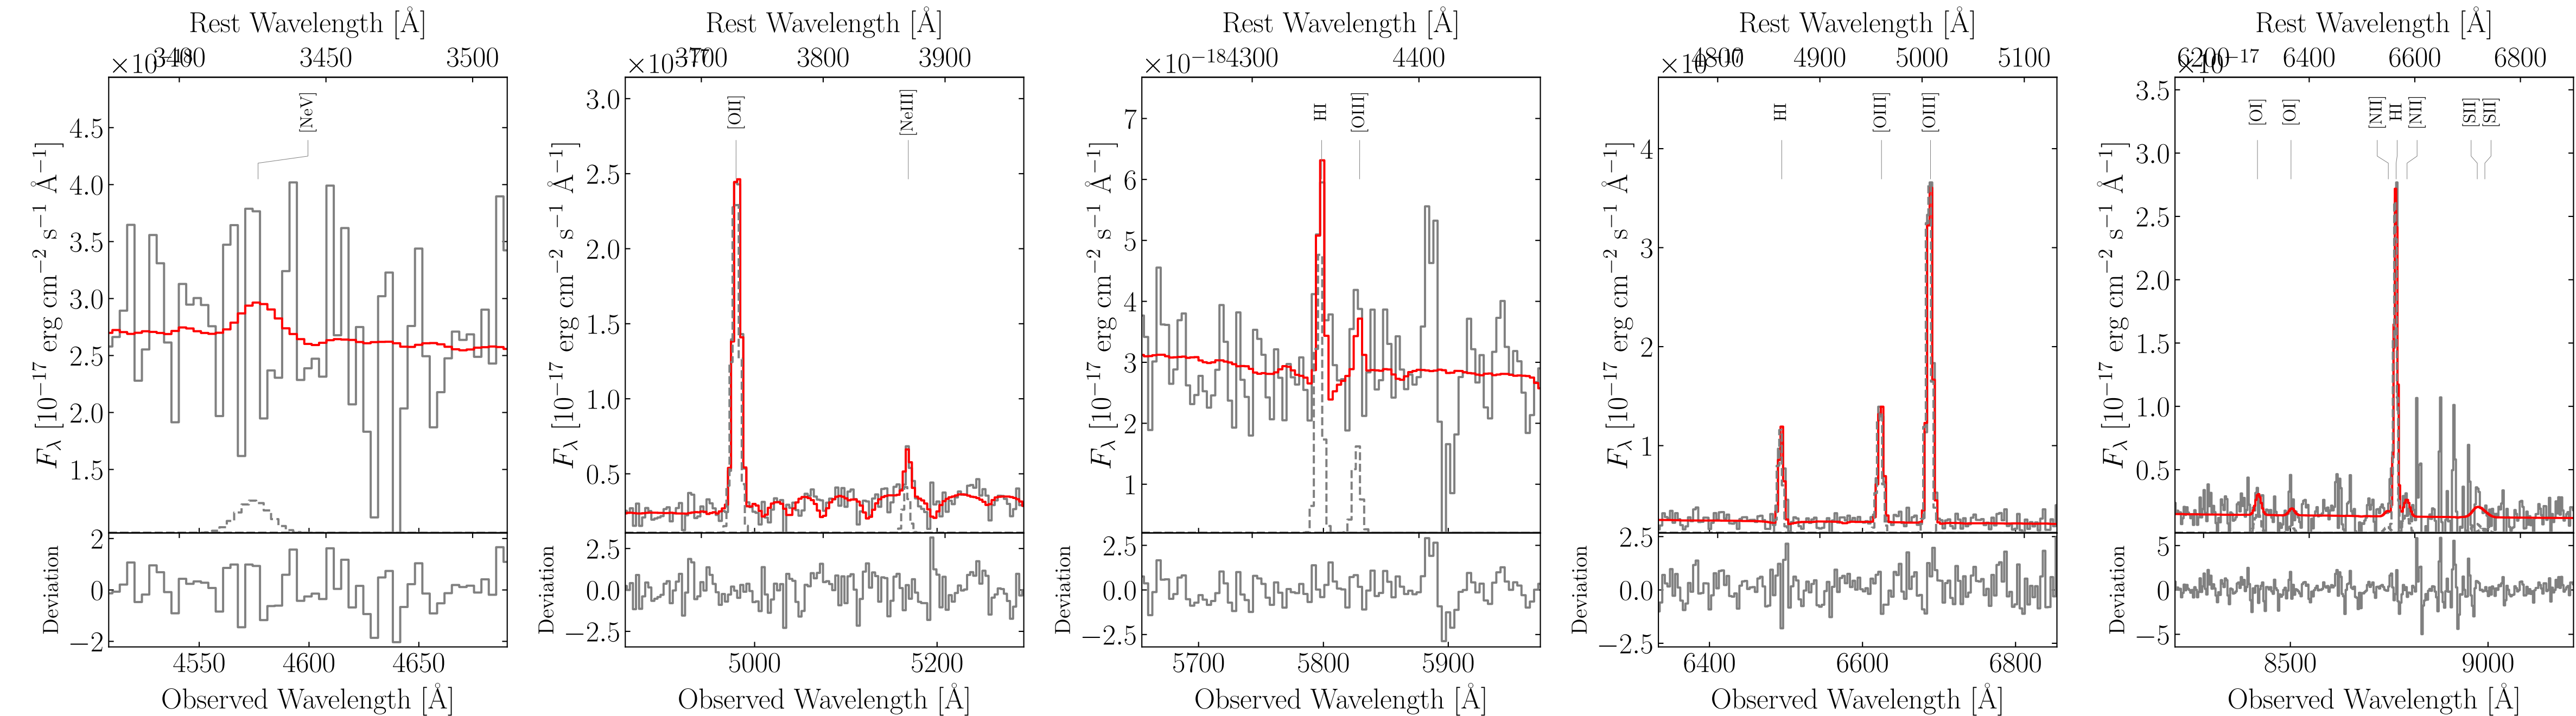 Rest Wavelength [Å]
3450
3500
[NeV]
4.5
4.0
3.5
3.0
2.5
2.0
1.5
F_λ [10⁻¹⁷ erg cm⁻² s⁻¹ Å⁻¹]
2
0
−2
Deviation
4550
4600
4650
Observed Wavelength [Å]
Rest Wavelength [Å]
3800
3900
[OII]
[NeIII]
3.0
2.5
2.0
1.5
1.0
0.5
F_λ [10⁻¹⁷ erg cm⁻² s⁻¹ Å⁻¹]
2.5
0.0
−2.5
Deviation
5000
5200
Observed Wavelength [Å]
Rest Wavelength [Å]
×10⁻¹⁸
4300
4400
HI
[OIII]
7
6
5
4
3
2
1
F_λ [10⁻¹⁷ erg cm⁻² s⁻¹ Å⁻¹]
2.5
0.0
−2.5
Deviation
5700
5800
5900
Observed Wavelength [Å]
Rest Wavelength [Å]
4900
5000
5100
HI
[OIII]
[OIII]
4
3
2
1
F_λ [10⁻¹⁷ erg cm⁻² s⁻¹ Å⁻¹]
2.5
0.0
−2.5
Deviation
6400
6600
6800
Observed Wavelength [Å]
Rest Wavelength [Å]
6400
6600
6800
[OI]
[OI]
[NII]
HI
[NII]
[SII]
[SII]
3.5
3.0
2.5
2.0
1.5
1.0
0.5
F_λ [10⁻¹⁷ erg cm⁻² s⁻¹ Å⁻¹]
5
0
−5
Deviation
8500
9000
Observed Wavelength [Å]